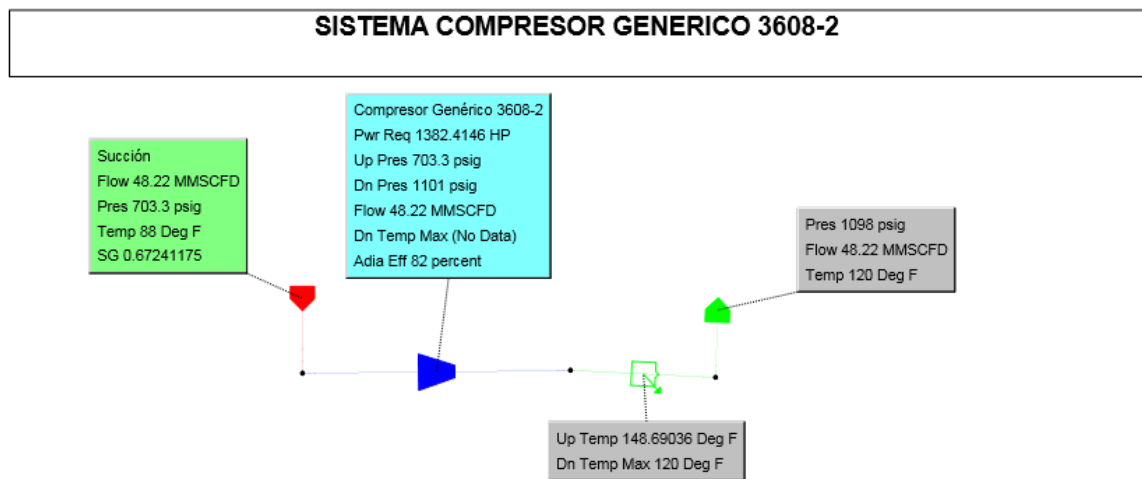 SISTEMA COMPRESOR GENERICO 3608-2
Compresor Genérico 3608-2
Pwr Req 1382.4146 HP
Up Pres 703.3 psig
Dn Pres 1101 psig
Flow 48.22 MMSCFD
Dn Temp Max (No Data)
Adia Eff 82 percent
Succión
Flow 48.22 MMSCFD
Pres 703.3 psig
Temp 88 Deg F
SG 0.67241175
Pres 1098 psig
Flow 48.22 MMSCFD
Temp 120 Deg F
Up Temp 148.69036 Deg F
Dn Temp Max 120 Deg F